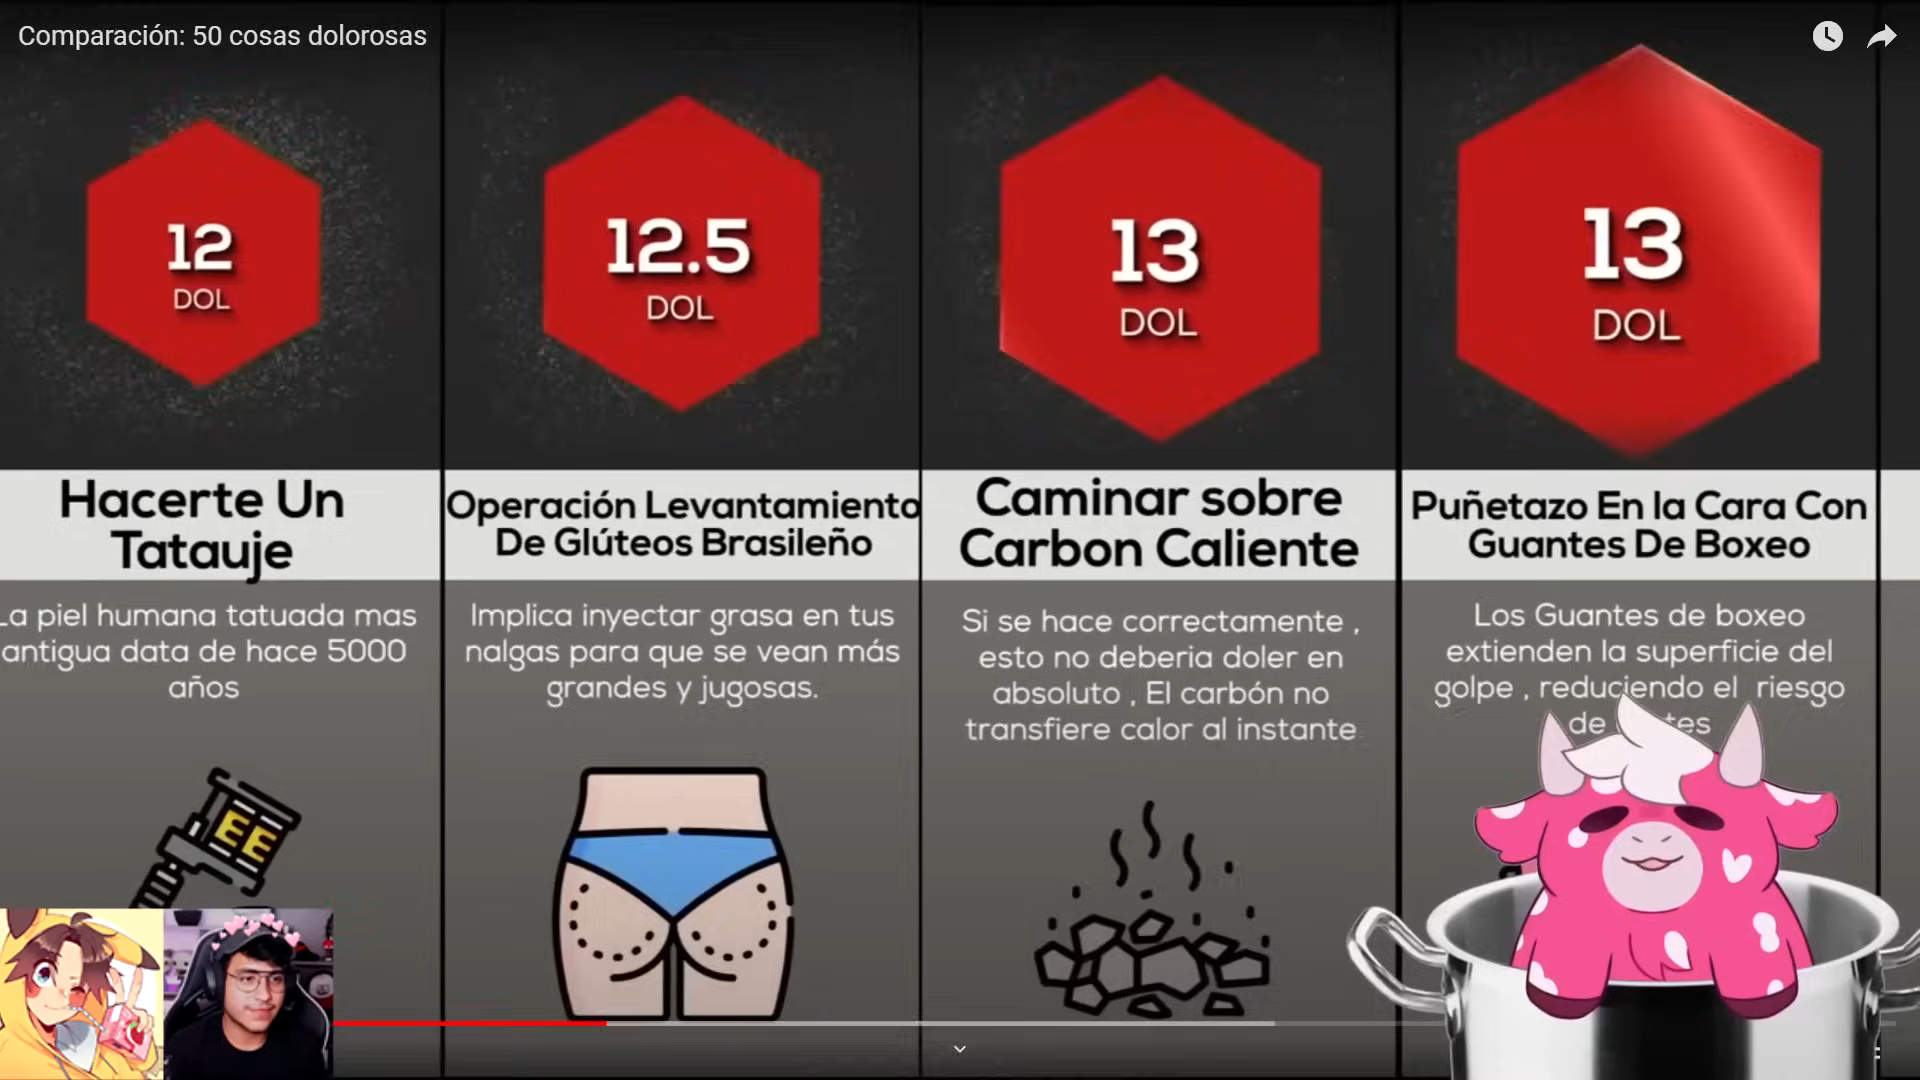 Comparación: 50 cosas dolorosas
12
DOL
Hacerte Un
Tatauje
La piel humana tatuada mas
antigua data de hace 5000
años
EE
12.5
DOL
Operación Levantamiento
De Glúteos Brasileño
Implica inyectar grasa en tus
nalgas para que se vean más
grandes y jugosas.
13
DOL
Caminar sobre
Carbon Caliente
Si se hace correctamente ,
esto no deberia doler en
absoluto , El carbón no
transfiere calor al instante
13
DOL
Puñetazo En la Cara Con
Guantes De Boxeo
Los Guantes de boxeo
extienden la superficie del
golpe , reduciendo el riesgo
de